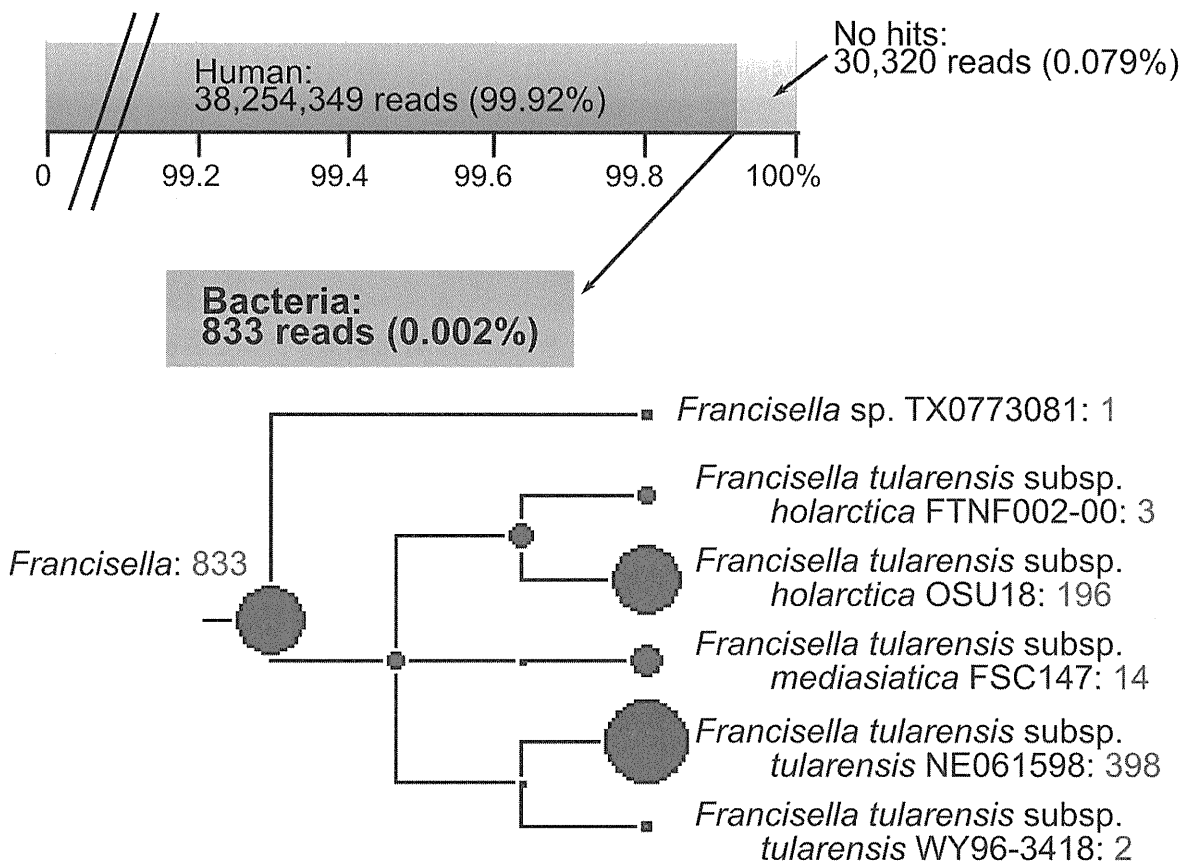 No hits:
30,320 reads (0.079%)
Human:
38,254,349 reads (99.92%)
0 99.2 99.4 99.6 99.8 100%
Bacteria:
833 reads (0.002%)
Francisella sp. TX0773081: 1
Francisella tularensis subsp.
holarctica FTNF002-00: 3
Francisella: 833
Francisella tularensis subsp.
holarctica OSU18: 196
Francisella tularensis subsp.
mediasiatica FSC147: 14
Francisella tularensis subsp.
tularensis NE061598: 398
Francisella tularensis subsp.
tularensis WY96-3418: 2